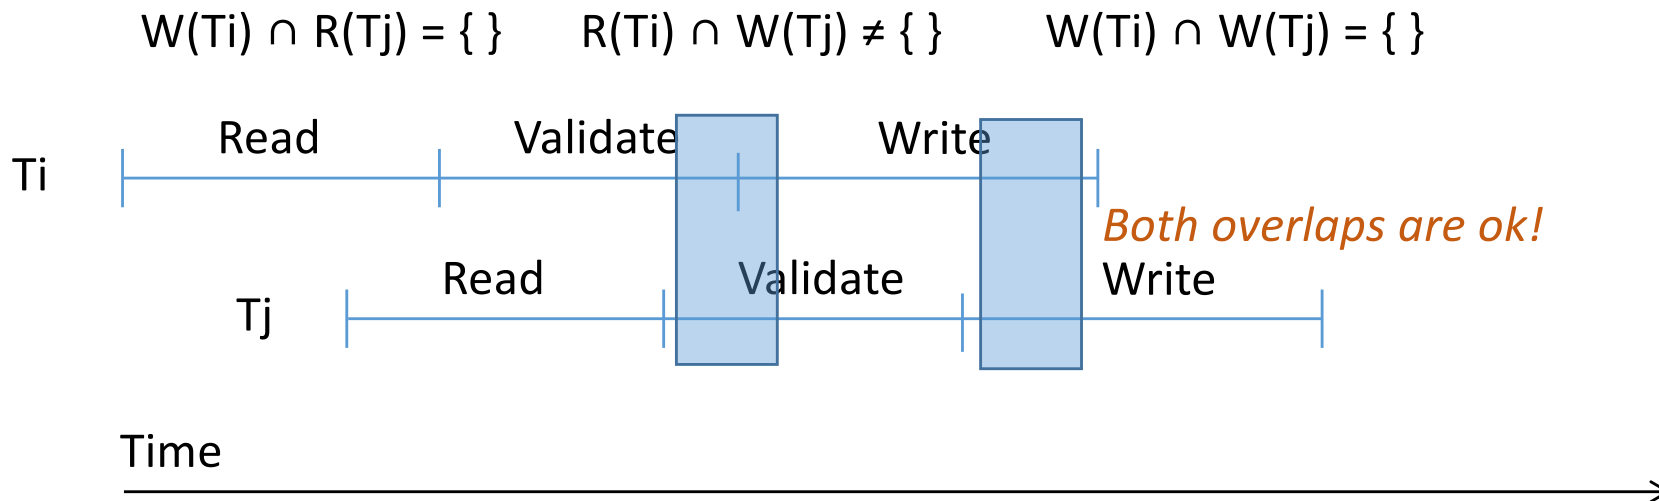 W(Ti) ∩ R(Tj) = { } R(Ti) ∩ W(Tj) ≠ { } W(Ti) ∩ W(Tj) = { }
Read Validate Write
Ti
Both overlaps are ok!
Read Validate Write
Tj
Time